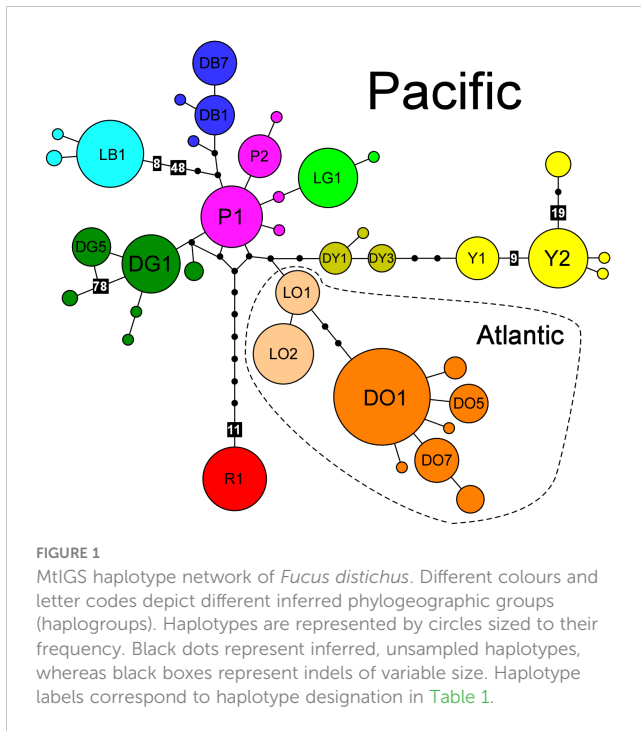 Pacific
DB7
DB1
LB1
8
48
P2
LG1
P1
19
DG5
DG1
DY1
DY3
Y1
9
Y2
78
LO1
Atlantic
LO2
DO1
DO5
11
DO7
R1
FIGURE 1
MtIGS haplotype network of Fucus distichus. Different colours and
letter codes depict different inferred phylogeographic groups
(haplogroups). Haplotypes are represented by circles sized to their
frequency. Black dots represent inferred, unsampled haplotypes,
whereas black boxes represent indels of variable size. Haplotype
labels correspond to haplotype designation in Table 1.